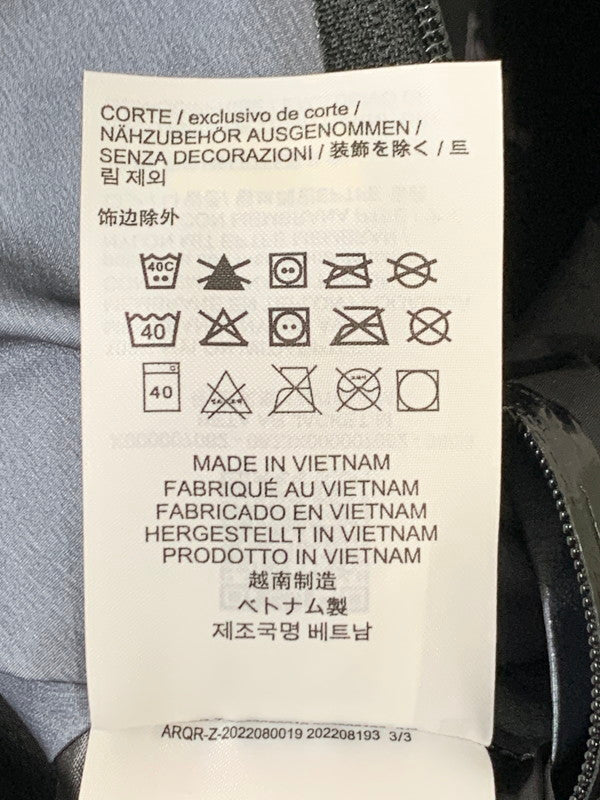 CORTE / exclusivo de corte /
NÄHZUBEHÖR AUSGENOMMEN /
SENZA DECORAZIONI / 装飾を除く / 트
림 제외
饰边除外
40C
40
40
MADE IN VIETNAM
FABRIQUÉ AU VIETNAM
FABRICADO EN VIETNAM
HERGESTELLT IN VIETNAM
PRODOTTO IN VIETNAM
越南制造
ベトナム製
제조국명 베트남
ARQR-Z-2022080019 202208193 3/3